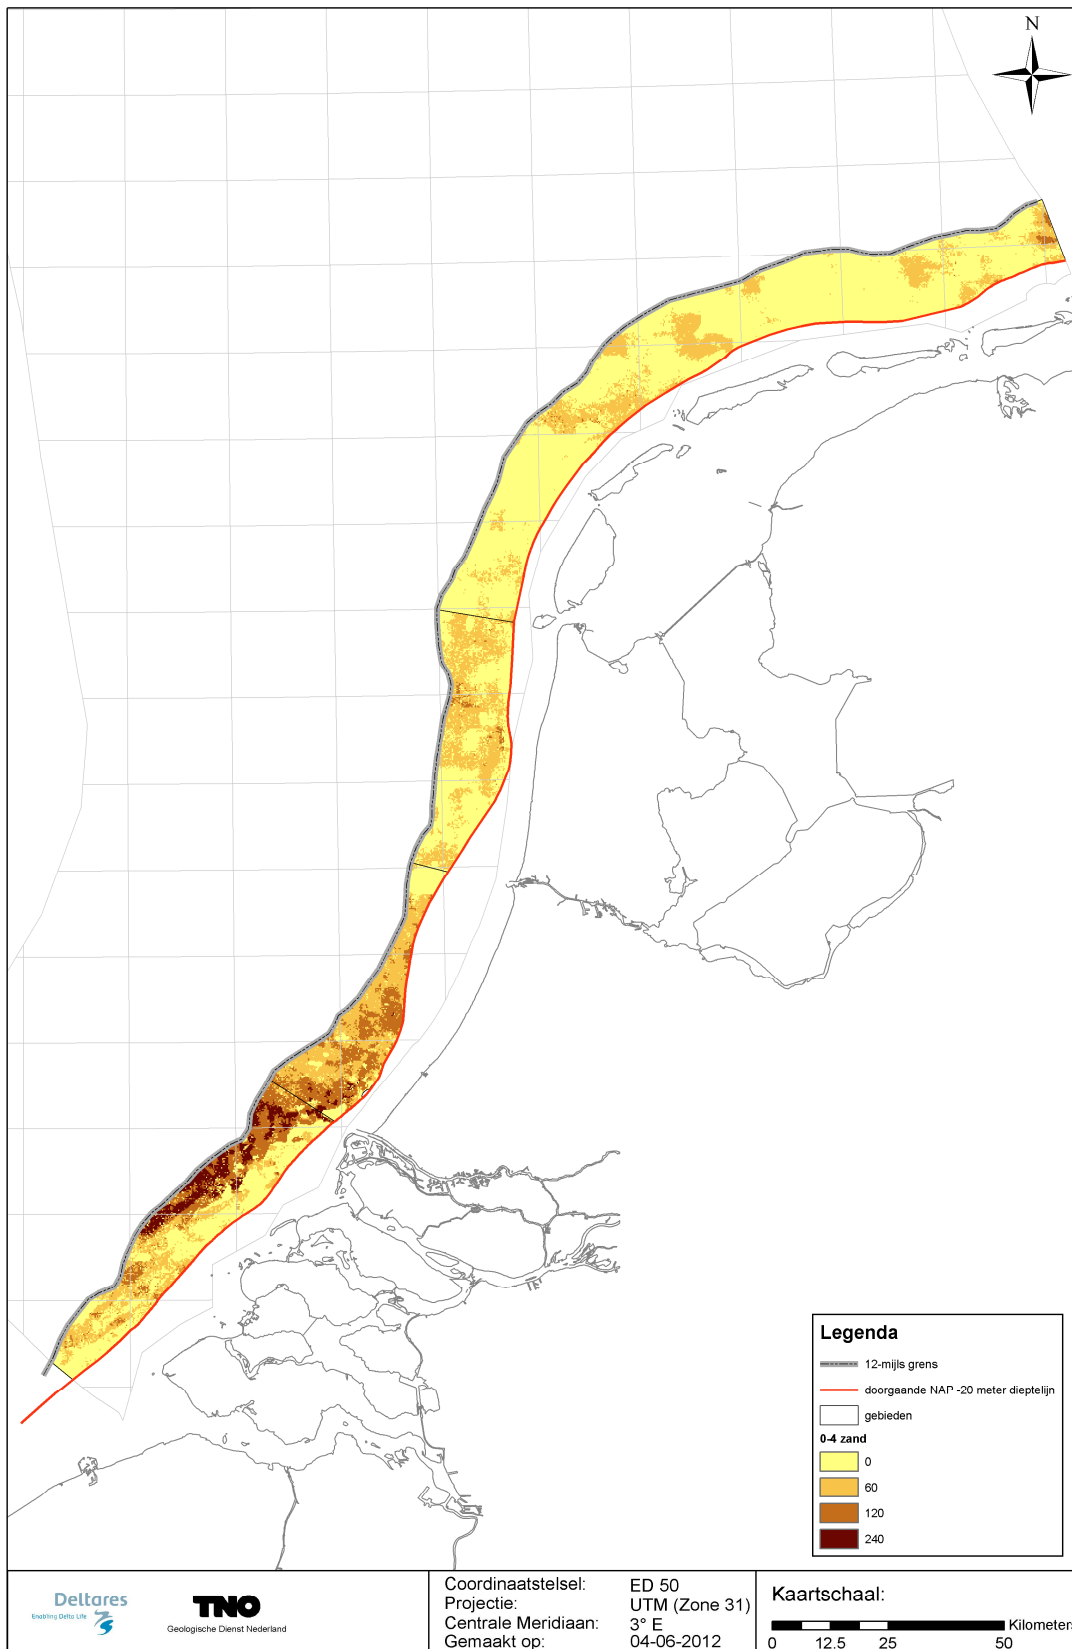 N
Legenda
12-mijls grens
doorgaande NAP -20 meter dieptelijn
gebieden
0-4 zand
0
60
120
240
Deltares
Enabling Delta Life
TNO
Geologische Dienst Nederland
Coordinaatstelsel: ED 50
Projectie: UTM (Zone 31)
Centrale Meridiaan: 3° E
Gemaakt op: 04-06-2012
Kaartschaal:
Kilometers
0 12.5 25 50